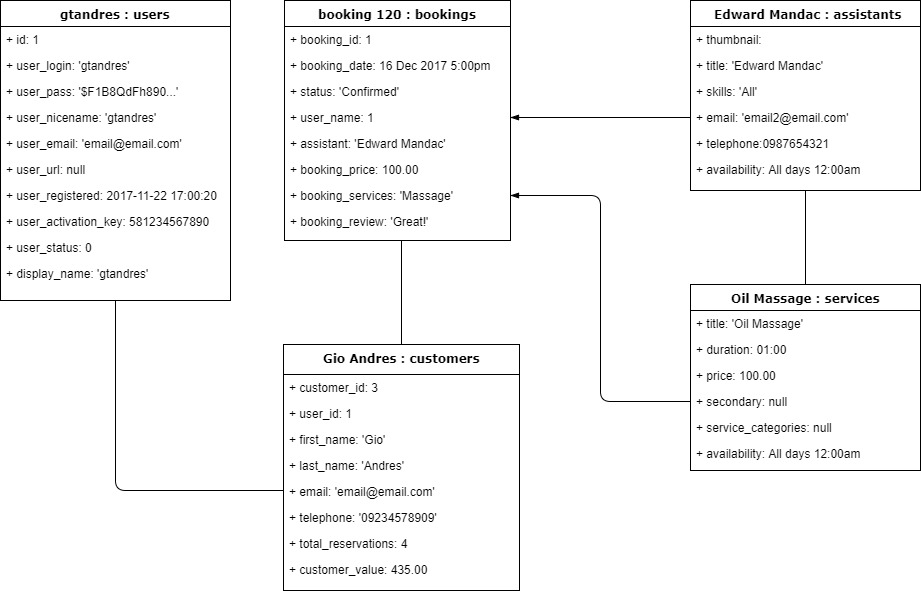 gtandres : users
+ id: 1
+ user_login: 'gtandres'
+ user_pass: '$F1B8QdFh890...'
+ user_nicename: 'gtandres'
+ user_email: 'email@email.com'
+ user_url: null
+ user_registered: 2017-11-22 17:00:20
+ user_activation_key: 581234567890
+ user_status: 0
+ display_name: 'gtandres'
booking 120 : bookings
+ booking_id: 1
+ booking_date: 16 Dec 2017 5:00pm
+ status: 'Confirmed'
+ user_name: 1
+ assistant: 'Edward Mandac'
+ booking_price: 100.00
+ booking_services: 'Massage'
+ booking_review: 'Great!'
Edward Mandac : assistants
+ thumbnail:
+ title: 'Edward Mandac'
+ skills: 'All'
+ email: 'email2@email.com'
+ telephone:0987654321
+ availability: All days 12:00am
Gio Andres : customers
+ customer_id: 3
+ user_id: 1
+ first_name: 'Gio'
+ last_name: 'Andres'
+ email: 'email@email.com'
+ telephone: '09234578909'
+ total_reservations: 4
+ customer_value: 435.00
Oil Massage : services
+ title: 'Oil Massage'
+ duration: 01:00
+ price: 100.00
+ secondary: null
+ service_categories: null
+ availability: All days 12:00am